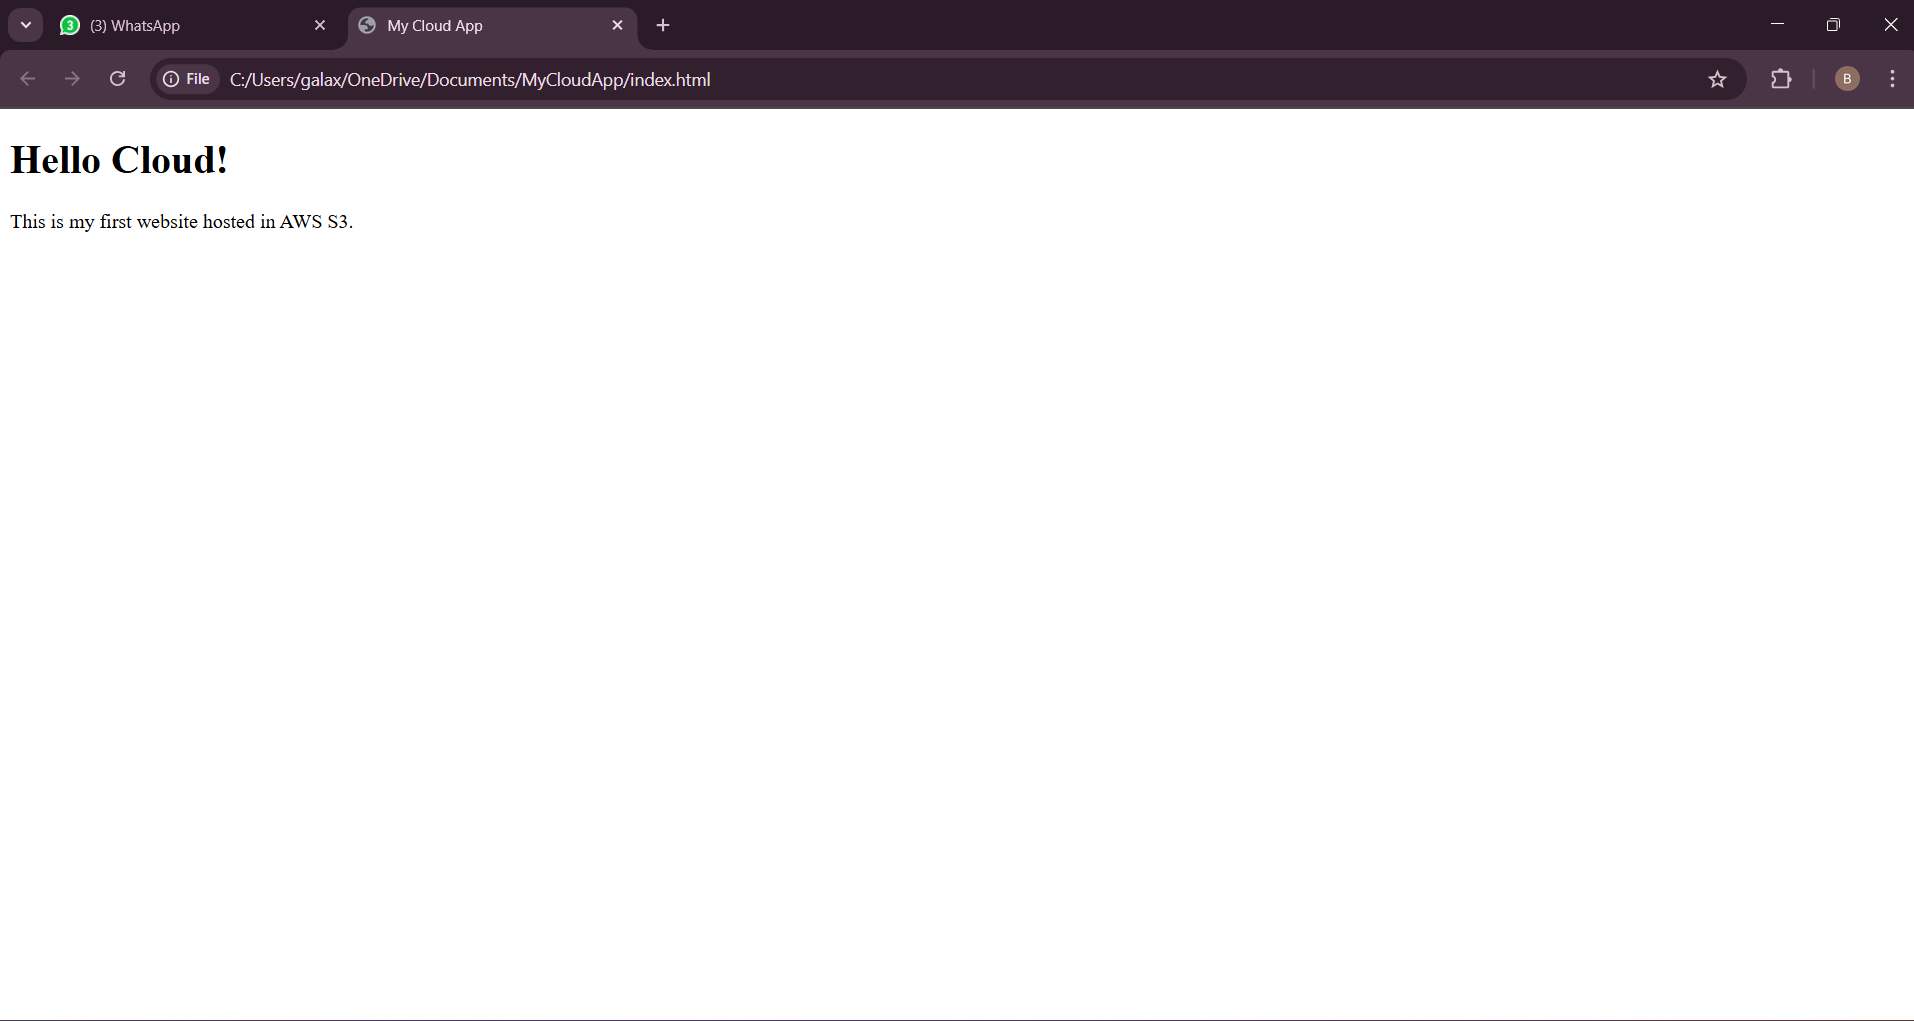 3 (3) WhatsApp
My Cloud App
File C:/Users/galax/OneDrive/Documents/MyCloudApp/index.html
B
Hello Cloud!
This is my first website hosted in AWS S3.